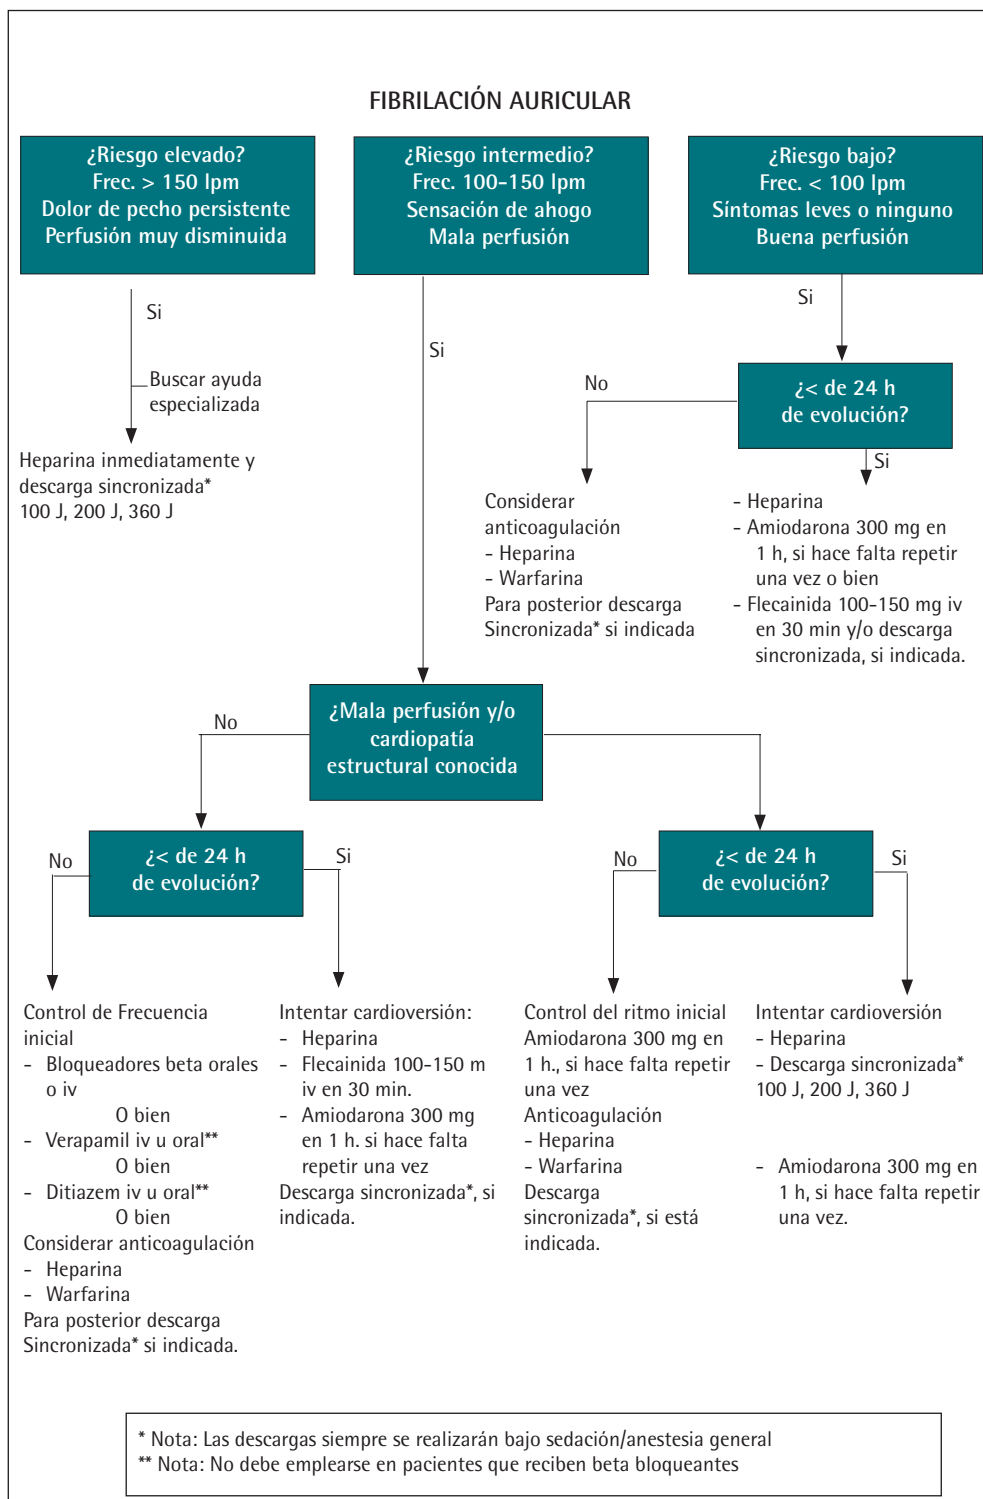 FIBRILACIÓN AURICULAR
¿Riesgo elevado?
Frec. > 150 lpm
Dolor de pecho persistente
Perfusión muy disminuida
¿Riesgo intermedio?
Frec. 100-150 lpm
Sensación de ahogo
Mala perfusión
¿Riesgo bajo?
Frec. < 100 lpm
Síntomas leves o ninguno
Buena perfusión
Si
Buscar ayuda
especializada
Heparina inmediatamente y
descarga sincronizada*
100 J, 200 J, 360 J
Si
Si
¿< de 24 h
de evolución?
No
Considerar
anticoagulación
- Heparina
- Warfarina
Para posterior descarga
Sincronizada* si indicada
Si
- Heparina
- Amiodarona 300 mg en
1 h, si hace falta repetir
una vez o bien
- Flecainida 100-150 mg iv
en 30 min y/o descarga
sincronizada, si indicada.
¿Mala perfusión y/o
cardiopatía
estructural conocida
No
¿< de 24 h
de evolución?
No
Control de Frecuencia
inicial
- Bloqueadores beta orales
o iv
O bien
- Verapamil iv u oral**
O bien
- Ditiazem iv u oral**
O bien
Considerar anticoagulación
- Heparina
- Warfarina
Para posterior descarga
Sincronizada* si indicada.
Si
Intentar cardioversión:
- Heparina
- Flecainida 100-150 m
iv en 30 min.
- Amiodarona 300 mg
en 1 h. si hace falta
repetir una vez
Descarga sincronizada*, si
indicada.
¿< de 24 h
de evolución?
No
Control del ritmo inicial
Amiodarona 300 mg en
1 h., si hace falta repetir
una vez
Anticoagulación
- Heparina
- Warfarina
Descarga
sincronizada*, si está
indicada.
Si
Intentar cardioversión
- Heparina
- Descarga sincronizada*
100 J, 200 J, 360 J
- Amiodarona 300 mg en
1 h, si hace falta repetir
una vez.
* Nota: Las descargas siempre se realizarán bajo sedación/anestesia general
** Nota: No debe emplearse en pacientes que reciben beta bloqueantes